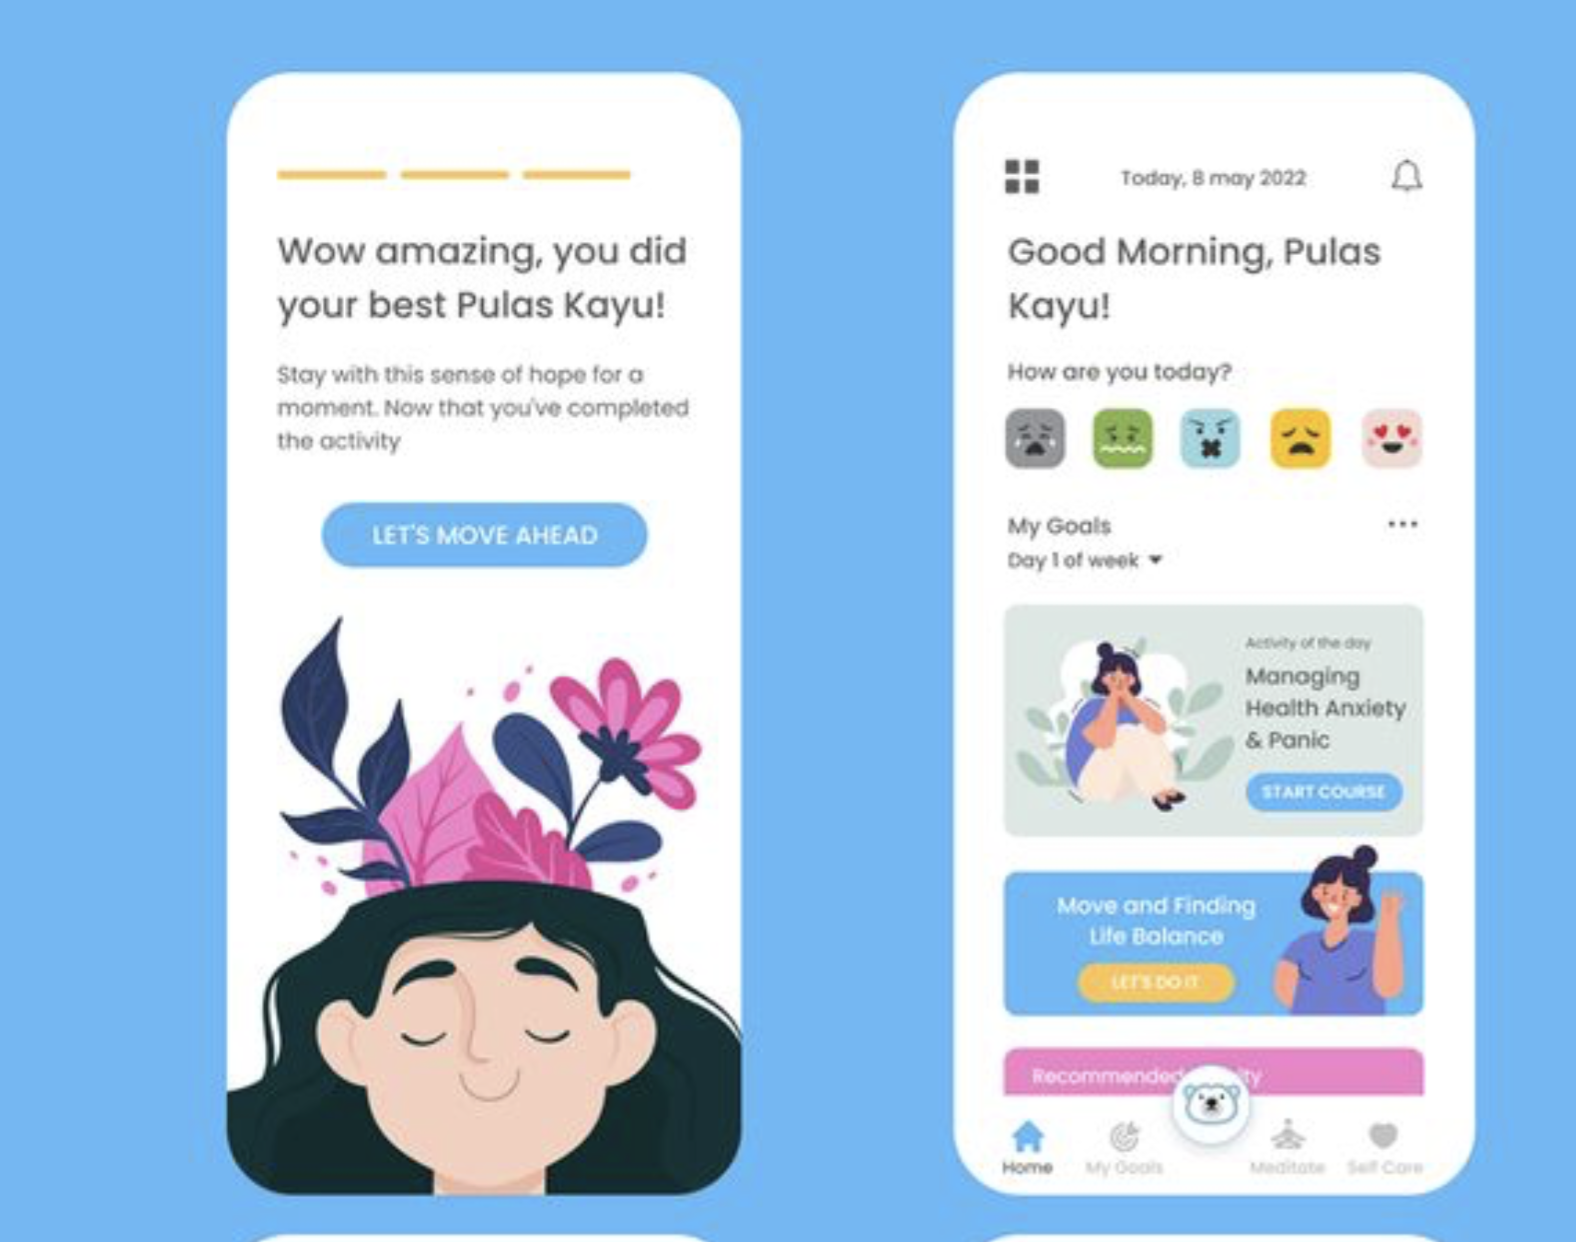 Wow amazing, you did
your best Pulas Kayu!
Stay with this sense of hope for a
moment. Now that you've completed
the activity
LET'S MOVE AHEAD
Today, 8 may 2022
Good Morning, Pulas
Kayu!
How are you today?
My Goals
Day 1 of week
Activity of the day
Managing
Health Anxiety
& Panic
START COURSE
Move and Finding
Life Balance
LET'S DO IT
Recommended
Home
My Goals
Meditate
Self Care